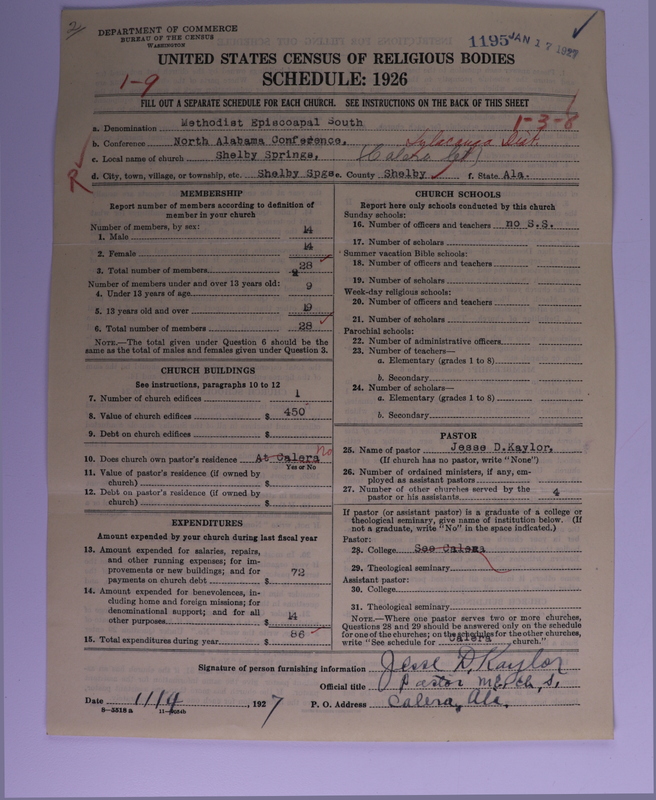 2/
DEPARTMENT OF COMMERCE
BUREAU OF THE CENSUS
WASHINGTON
1195 JAN 17 1927
UNITED STATES CENSUS OF RELIGIOUS BODIES
1-9
SCHEDULE: 1926
FILL OUT A SEPARATE SCHEDULE FOR EACH CHURCH. SEE INSTRUCTIONS ON THE BACK OF THIS SHEET
1-3-8
a. Denomination Methodist Episcoapal South
b. Conference North Alabama Conference, Sylacauga Dist.
c. Local name of church Shelby Springs, (Calera Ct)
R
d. City, town, village, or township, etc. Shelby Spgs. e. County Shelby f. State Ala.
MEMBERSHIP
Report number of members according to definition of
member in your church
Number of members, by sex:
1. Male 14
2. Female 14
3. Total number of members 28
Number of members under and over 13 years old:
4. Under 13 years of age 9
5. 13 years old and over 19
6. Total number of members 28
NOTE.—The total given under Question 6 should be the
same as the total of males and females given under Question 3.
CHURCH BUILDINGS
See instructions, paragraphs 10 to 12
7. Number of church edifices 1
8. Value of church edifices $ 450
9. Debt on church edifices $
10. Does church own pastor's residence At Calera no
Yes or No
11. Value of pastor's residence (if owned by
church) $
12. Debt on pastor's residence (if owned by
church) $
EXPENDITURES
Amount expended by your church during last fiscal year
13. Amount expended for salaries, repairs,
and other running expenses; for im-
provements or new buildings; and for
payments on church debt $ 72
14. Amount expended for benevolences, in-
cluding home and foreign missions; for
denominational support; and for all
other purposes $ 14
15. Total expenditures during year $ 86
CHURCH SCHOOLS
Report here only schools conducted by this church
Sunday schools:
16. Number of officers and teachers no S.S.
17. Number of scholars
Summer vacation Bible schools:
18. Number of officers and teachers
19. Number of scholars
Week-day religious schools:
20. Number of officers and teachers
21. Number of scholars
Parochial schools:
22. Number of administrative officers
23. Number of teachers—
a. Elementary (grades 1 to 8)
b. Secondary
24. Number of scholars—
a. Elementary (grades 1 to 8)
b. Secondary
PASTOR
25. Name of pastor Jesse D.Kaylor,
(If church has no pastor, write "None")
26. Number of ordained ministers, if any, em-
ployed as assistant pastors
27. Number of other churches served by the
pastor or his assistants 4
If pastor (or assistant pastor) is a graduate of a college or
theological seminary, give name of institution below. (If
not a graduate, write "No" in the space indicated.)
Pastor:
28. College See Calera
29. Theological seminary
Assistant pastor:
30. College
31. Theological seminary
NOTE.—Where one pastor serves two or more churches,
Questions 28 and 29 should be answered only on the schedule
for one of the churches; on the schedules for the other churches,
write "See schedule for Calera church."
Signature of person furnishing information Jesse D. Kaylor
Official title Pastor M.E. Ch, S,
Date 1/14, 1927 P. O. Address Calera, Ala.
8—3518 a